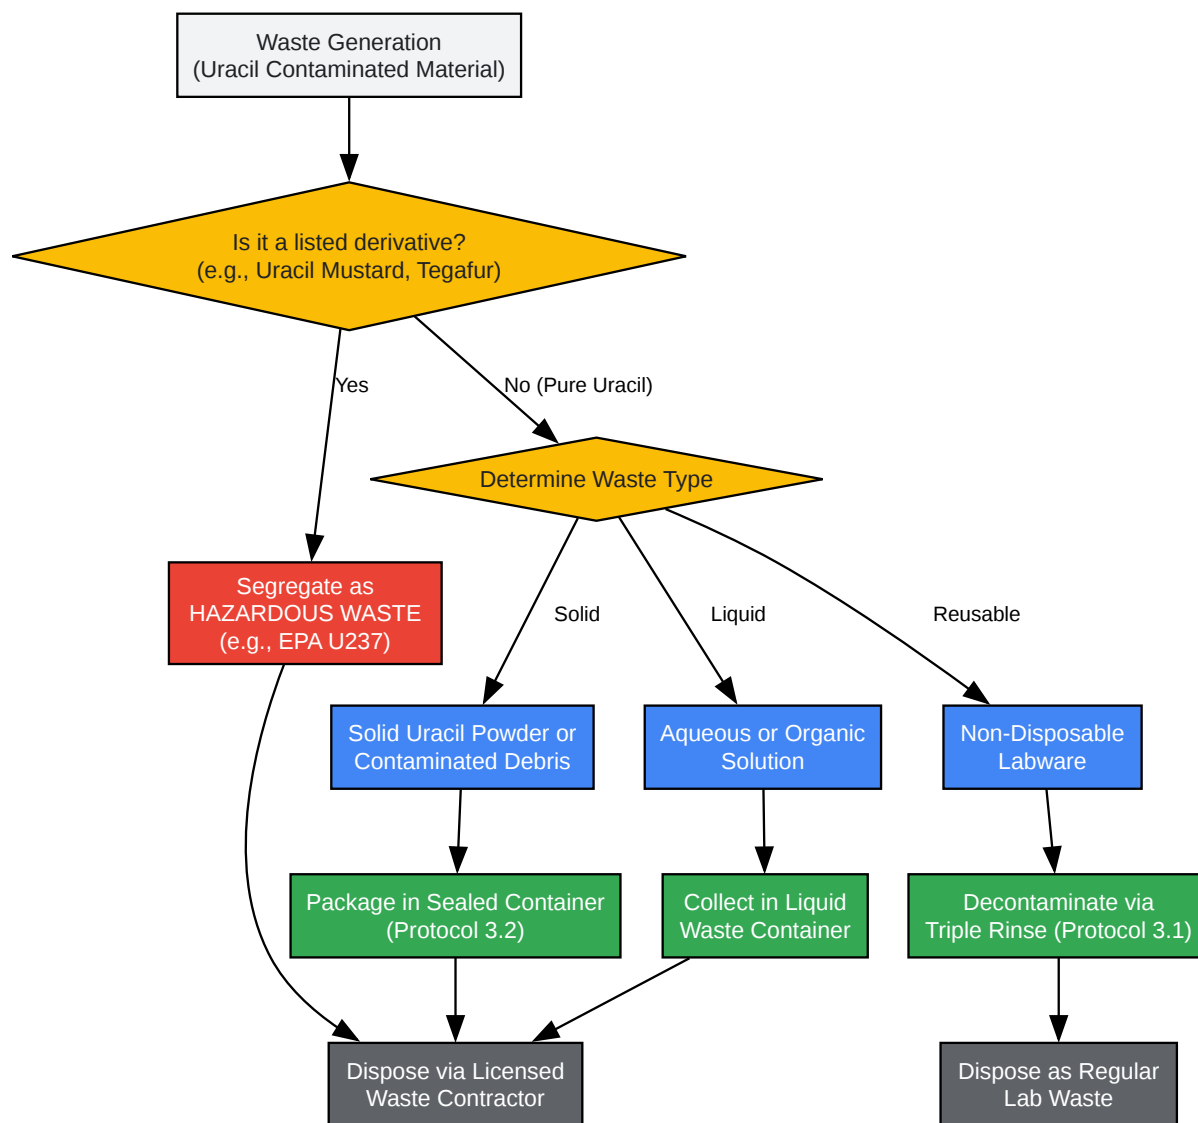 Waste Generation
(Uracil Contaminated Material)
Is it a listed derivative?
(e.g., Uracil Mustard, Tegafur)
Yes
No (Pure Uracil)
Determine Waste Type
Segregate as
HAZARDOUS WASTE
(e.g., EPA U237)
Solid
Liquid
Reusable
Solid Uracil Powder or
Contaminated Debris
Aqueous or Organic
Solution
Non-Disposable
Labware
Package in Sealed Container
(Protocol 3.2)
Collect in Liquid
Waste Container
Decontaminate via
Triple Rinse (Protocol 3.1)
Dispose via Licensed
Waste Contractor
Dispose as Regular
Lab Waste